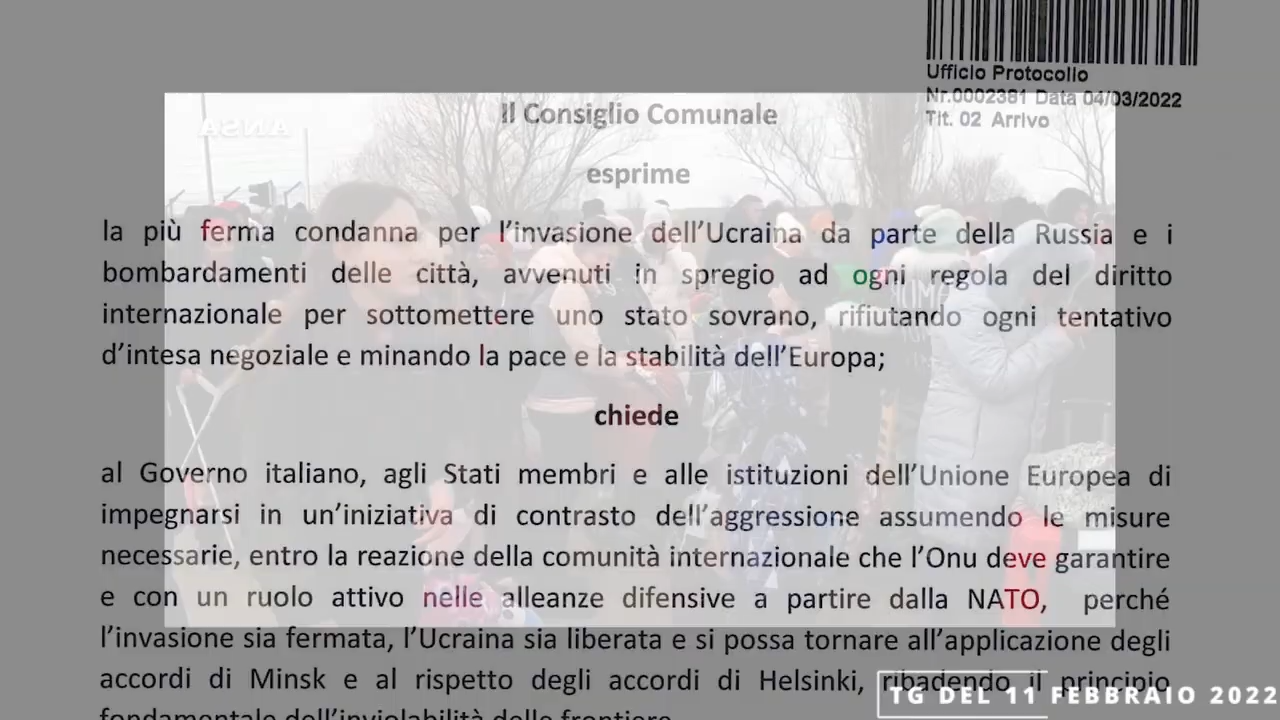 Ufficio Protocollo
Nr.0002381 Data 04/03/2022
Tit. 02 Arrivo
ANSA
Il Consiglio Comunale
esprime
la più ferma condanna per l’invasione dell’Ucraina da parte della Russia e i
bombardamenti delle città, avvenuti in spregio ad ogni regola del diritto
internazionale per sottomettere uno stato sovrano, rifiutando ogni tentativo
d’intesa negoziale e minando la pace e la stabilità dell’Europa;
chiede
al Governo italiano, agli Stati membri e alle istituzioni dell’Unione Europea di
impegnarsi in un’iniziativa di contrasto dell’aggressione assumendo le misure
necessarie, entro la reazione della comunità internazionale che l’Onu deve garantire
e con un ruolo attivo nelle alleanze difensive a partire dalla NATO, perché
l’invasione sia fermata, l’Ucraina sia liberata e si possa tornare all’applicazione degli
accordi di Minsk e al rispetto degli accordi di Helsinki, ribadendo il principio
fondamentale dell’inviolabilità delle frontiere
TG DEL 11 FEBBRAIO 2022